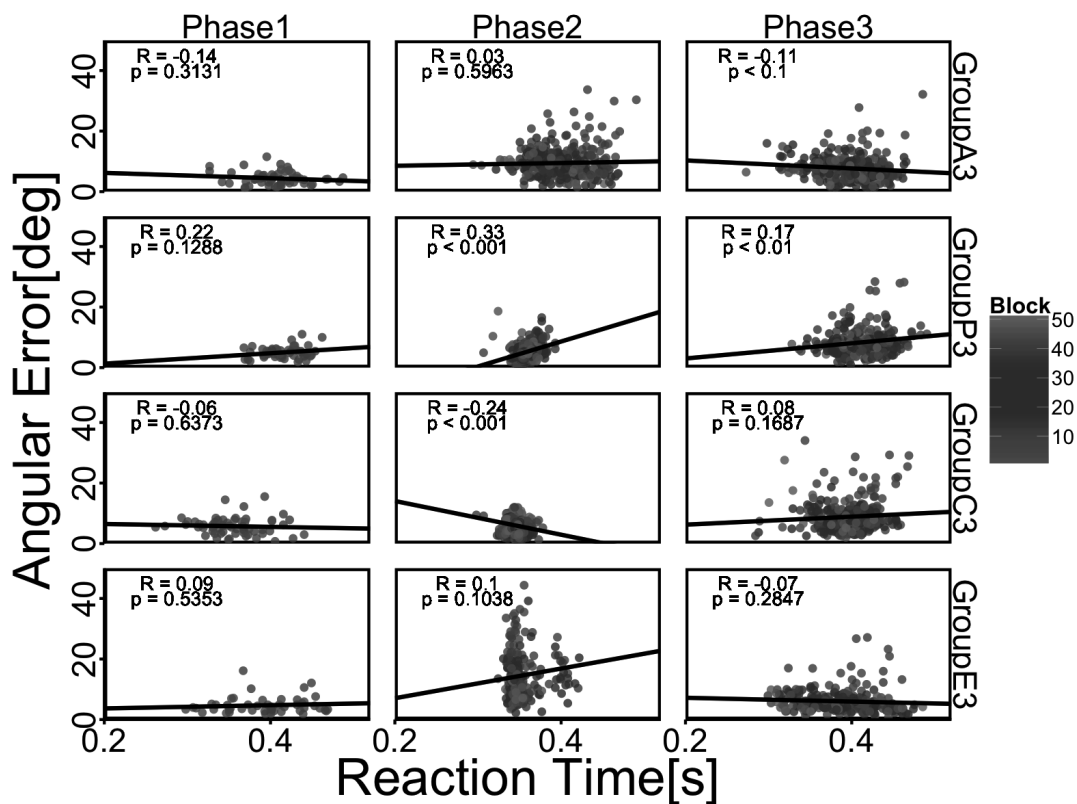 Phase1 Phase2 Phase3
R = -0.14
p = 0.3131
R = 0.03
p = 0.5963
R = -0.11
p < 0.1
GroupA3
40
20
0
R = 0.22
p = 0.1288
R = 0.33
p < 0.001
R = 0.17
p < 0.01
GroupP3
40
20
0
R = -0.06
p = 0.6373
R = -0.24
p < 0.001
R = 0.08
p = 0.1687
GroupC3
40
20
0
R = 0.09
p = 0.5353
R = 0.1
p = 0.1038
R = -0.07
p = 0.2847
GroupE3
40
20
0
0.2 0.4 0.2 0.4 0.2 0.4
Reaction Time[s]
Angular Error[deg]
Block
50
40
30
20
10